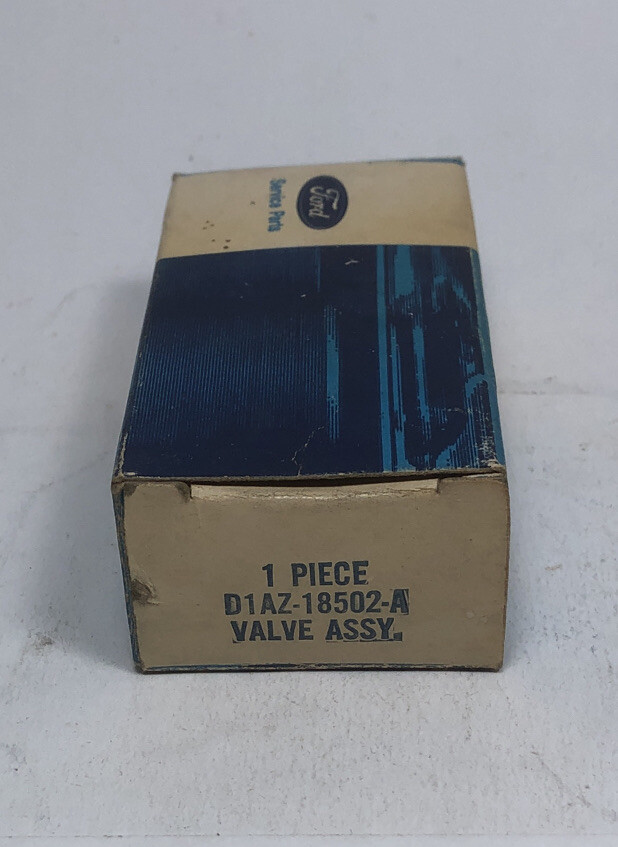 Ford
Service Parts
1 PIECE
D1AZ-18502-A
VALVE ASSY.